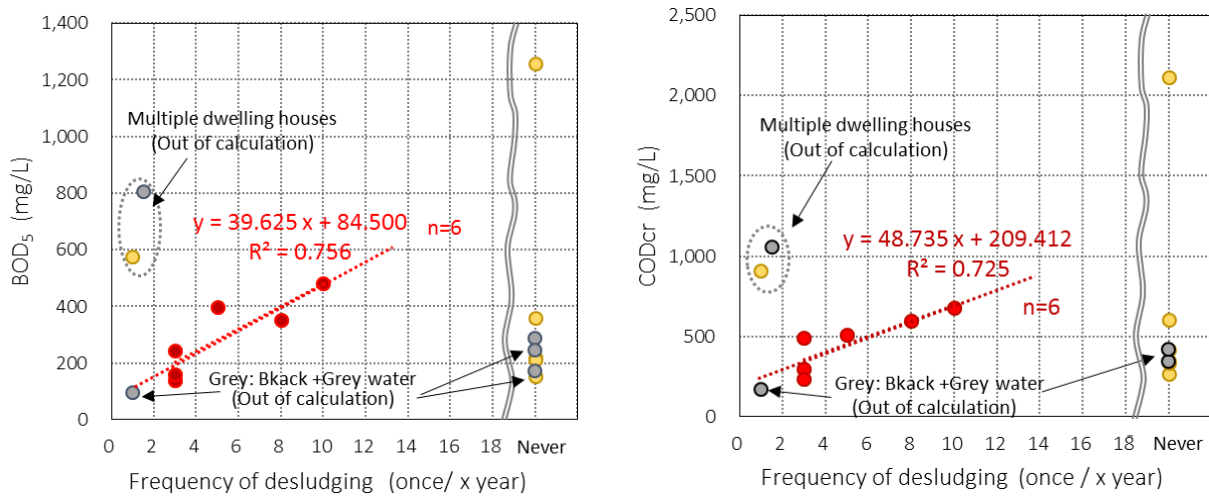 1,400
1,200
1,000
800
600
400
200
0
BOD₅ (mg/L)
Multiple dwelling houses
(Out of calculation)
y = 39.625 x + 84.500
R² = 0.756
n=6
Grey: Bkack +Grey water
(Out of calculation)
0 2 4 6 8 10 12 14 16 18 Never
Frequency of desludging (once/ x year)
2,500
2,000
1,500
1,000
500
0
CODcr (mg/L)
Multiple dwelling houses
(Out of calculation)
y = 48.735 x + 209.412
R² = 0.725
n=6
Grey: Bkack +Grey water
(Out of calculation)
0 2 4 6 8 10 12 14 16 18 Never
Frequency of desludging (once/ x year)